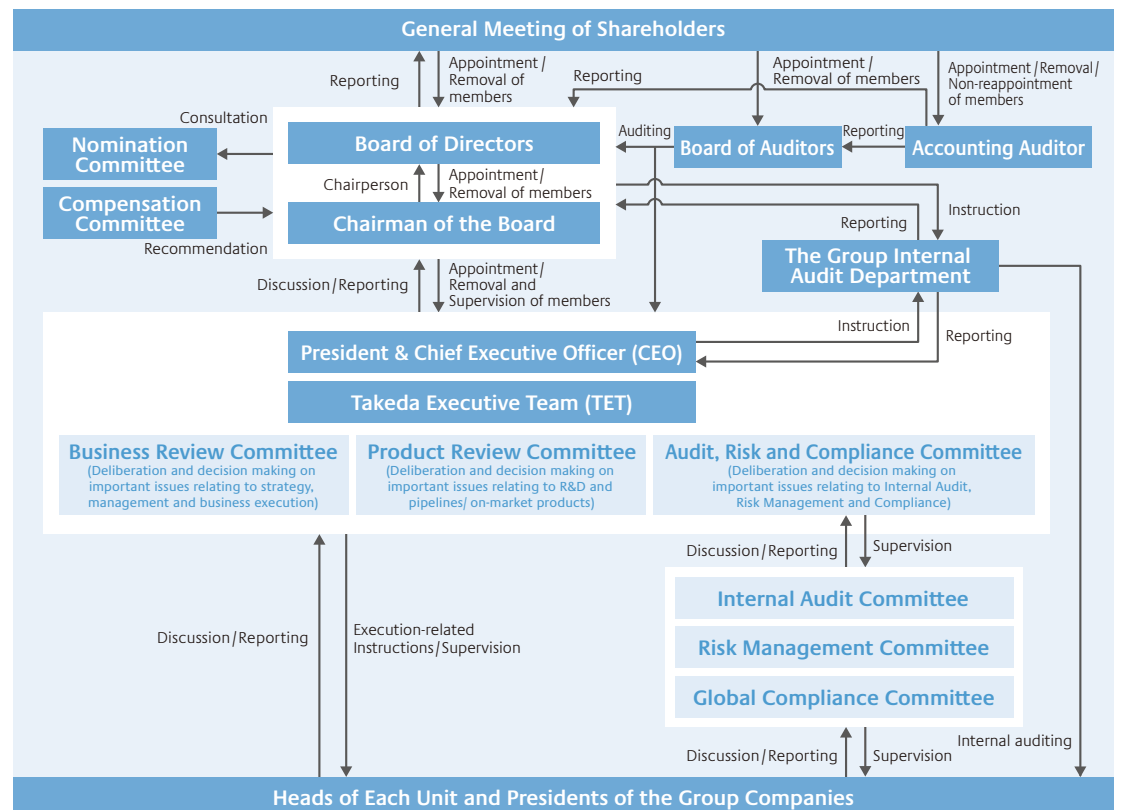 General Meeting of Shareholders
Reporting
Appointment /
Removal of
members
Reporting
Appointment /
Removal of members
Appointment / Removal /
Non-reappointment
of members
Consultation
Nomination
Committee
Board of Directors
Auditing
Board of Auditors
Reporting
Accounting Auditor
Chairperson
Appointment/
Removal of members
Compensation
Committee
Chairman of the Board
Recommendation
Instruction
Reporting
The Group Internal
Audit Department
Discussion / Reporting
Appointment/
Removal and
Supervision of members
Instruction
Reporting
President & Chief Executive Officer (CEO)
Takeda Executive Team (TET)
Business Review Committee
(Deliberation and decision making on
important issues relating to strategy,
management and business execution)
Product Review Committee
(Deliberation and decision making on
important issues relating to R&D and
pipelines/ on-market products)
Audit, Risk and Compliance Committee
(Deliberation and decision making on
important issues relating to Internal Audit,
Risk Management and Compliance)
Discussion / Reporting
Supervision
Internal Audit Committee
Risk Management Committee
Global Compliance Committee
Discussion / Reporting
Execution-related
Instructions/Supervision
Discussion / Reporting
Supervision
Internal auditing
Heads of Each Unit and Presidents of the Group Companies